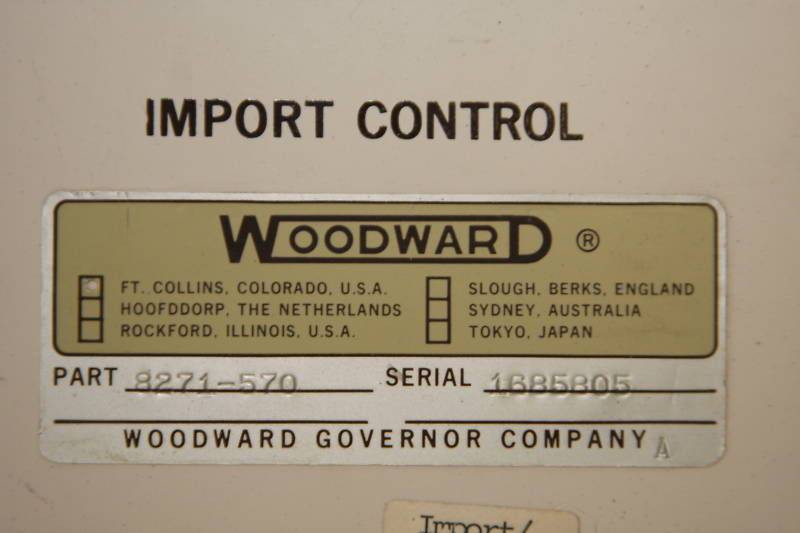 IMPORT CONTROL
WOODWARD ®
FT. COLLINS, COLORADO, U.S.A.
HOOFDDORP, THE NETHERLANDS
ROCKFORD, ILLINOIS, U.S.A.
SLOUGH, BERKS, ENGLAND
SYDNEY, AUSTRALIA
TOKYO, JAPAN
PART 8271-570 SERIAL 1685805
WOODWARD GOVERNOR COMPANY A
Import/